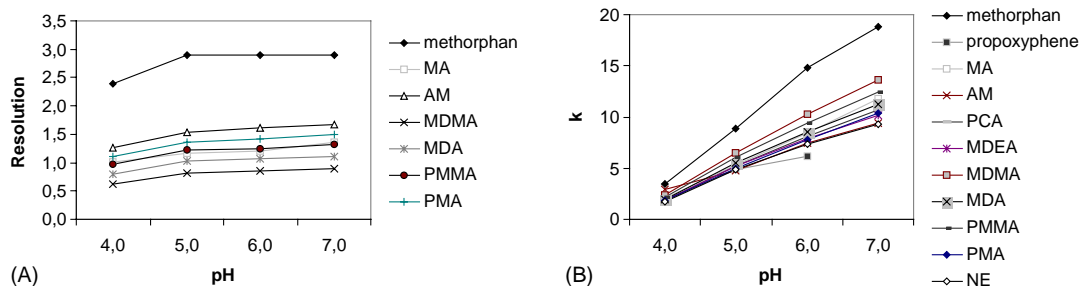 Resolution
3,5
3,0
2,5
2,0
1,5
1,0
0,5
0,0
4,0 5,0 6,0 7,0
pH
(A)
methorphan
MA
AM
MDMA
MDA
PMMA
PMA
k
20
15
10
5
0
4,0 5,0 6,0 7,0
pH
(B)
methorphan
propoxyphene
MA
AM
PCA
MDEA
MDMA
MDA
PMMA
PMA
NE